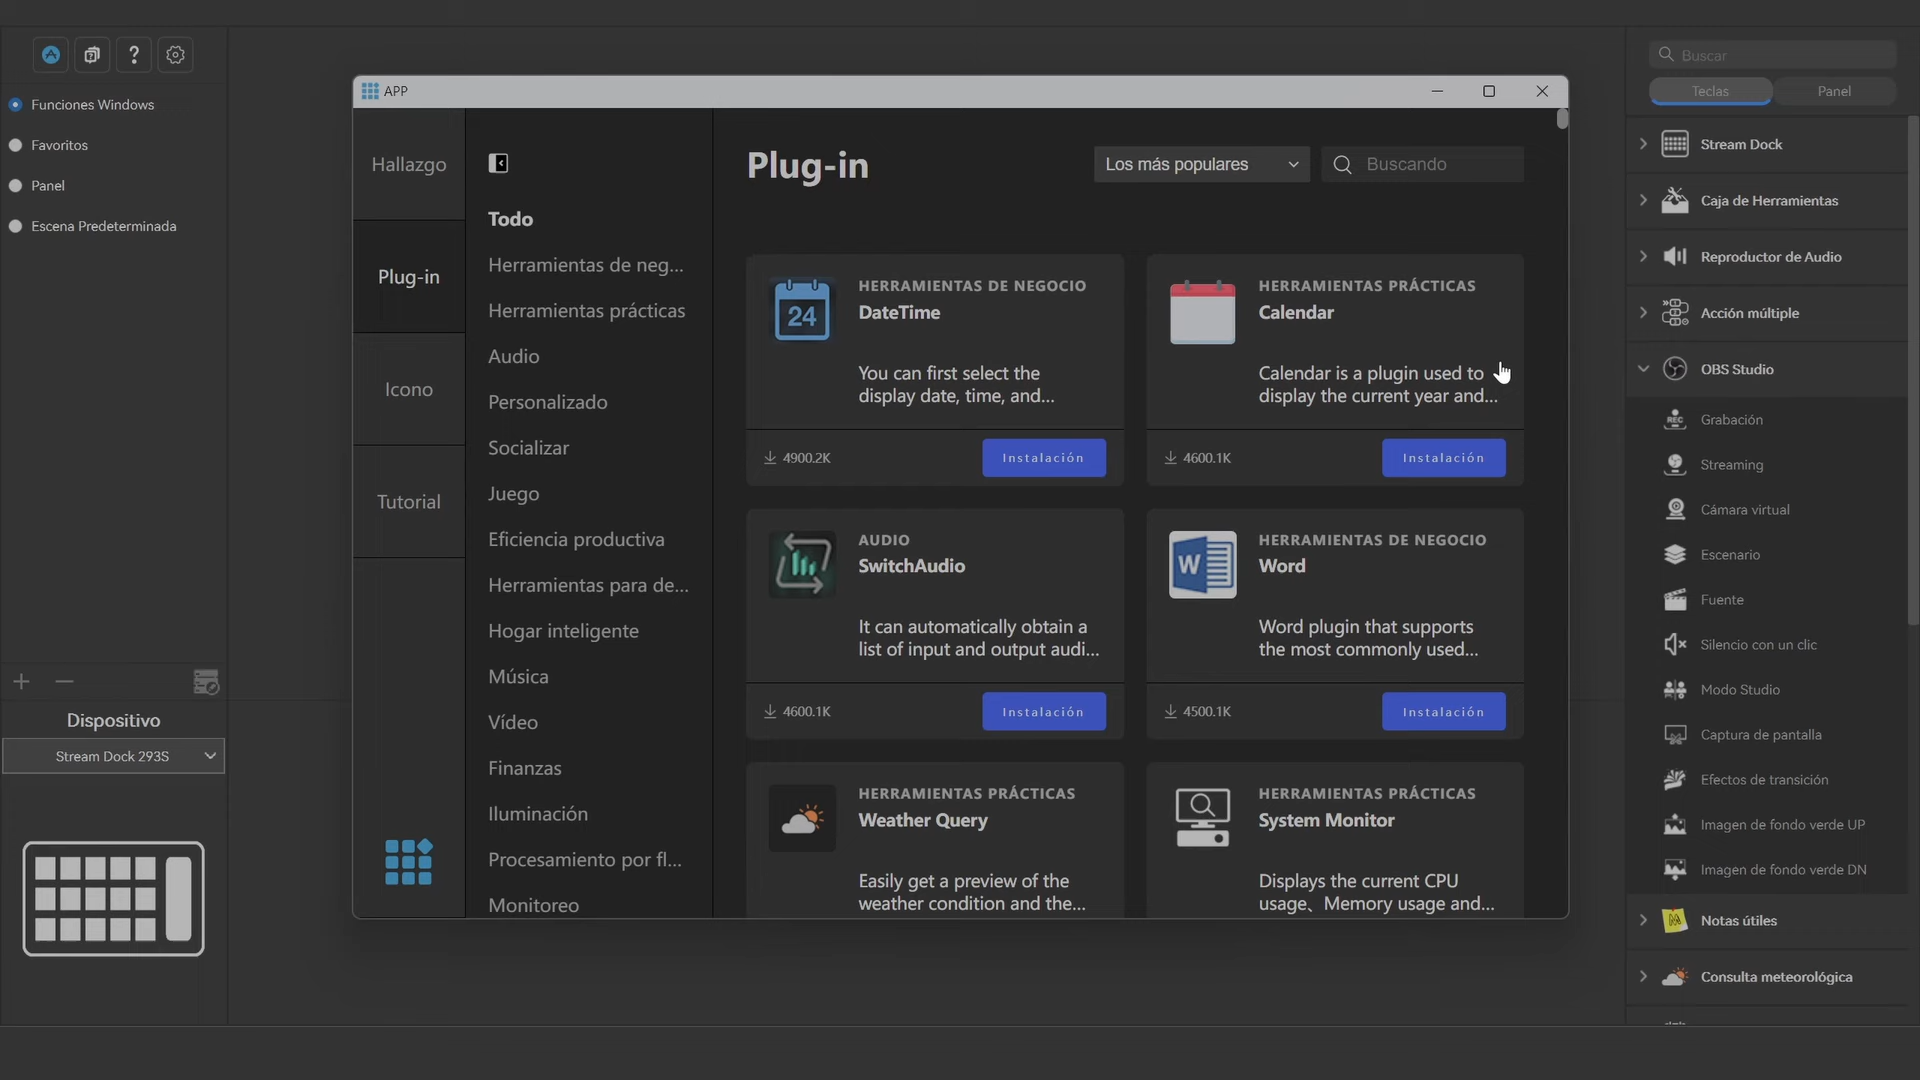 Funciones Windows
Favoritos
Panel
Escena Predeterminada
Dispositivo
Stream Dock 293S
APP
Hallazgo
Plug-in
Icono
Tutorial
Todo
Herramientas de neg...
Herramientas prácticas
Audio
Personalizado
Socializar
Juego
Eficiencia productiva
Herramientas para de...
Hogar inteligente
Música
Vídeo
Finanzas
Iluminación
Procesamiento por fl...
Monitoreo
Plug-in
Los más populares
Buscando
24
HERRAMIENTAS DE NEGOCIO
DateTime
You can first select the
display date, time, and...
4900.2K
Instalación
HERRAMIENTAS PRÁCTICAS
Calendar
Calendar is a plugin used to
display the current year and...
4600.1K
Instalación
AUDIO
SwitchAudio
It can automatically obtain a
list of input and output audi...
4600.1K
Instalación
W
HERRAMIENTAS DE NEGOCIO
Word
Word plugin that supports
the most commonly used...
4500.1K
Instalación
HERRAMIENTAS PRÁCTICAS
Weather Query
Easily get a preview of the
weather condition and the...
HERRAMIENTAS PRÁCTICAS
System Monitor
Displays the current CPU
usage、Memory usage and...
Buscar
Teclas
Panel
Stream Dock
Caja de Herramientas
Reproductor de Audio
Acción múltiple
OBS Studio
REC
Grabación
Streaming
Cámara virtual
Escenario
Fuente
Silencio con un clic
Modo Studio
Captura de pantalla
Efectos de transición
Imagen de fondo verde UP
Imagen de fondo verde DN
Notas útiles
Consulta meteorológica